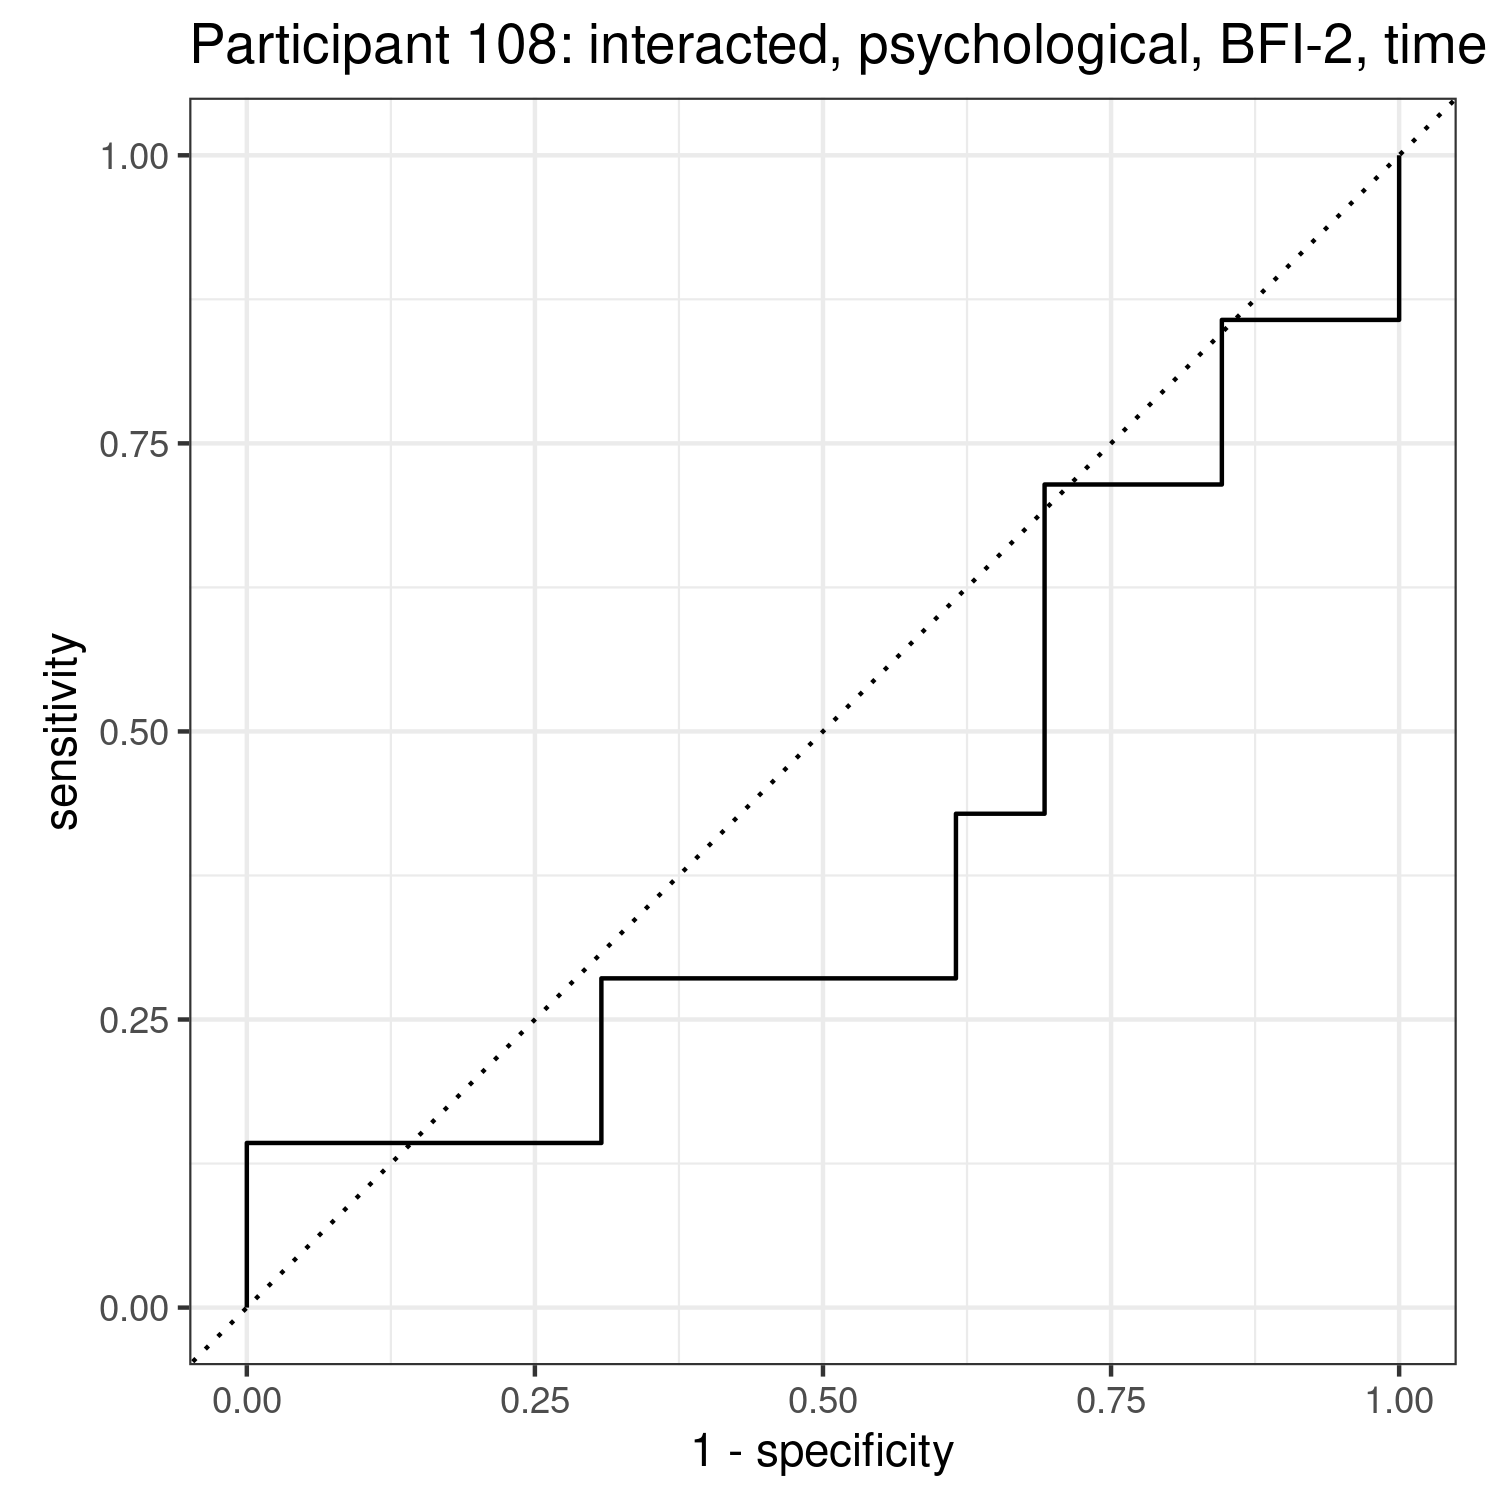 Participant 108: interacted, psychological, BFI-2, time
1.00
0.75
0.50
0.25
0.00
sensitivity
0.00 0.25 0.50 0.75 1.00
1 - specificity